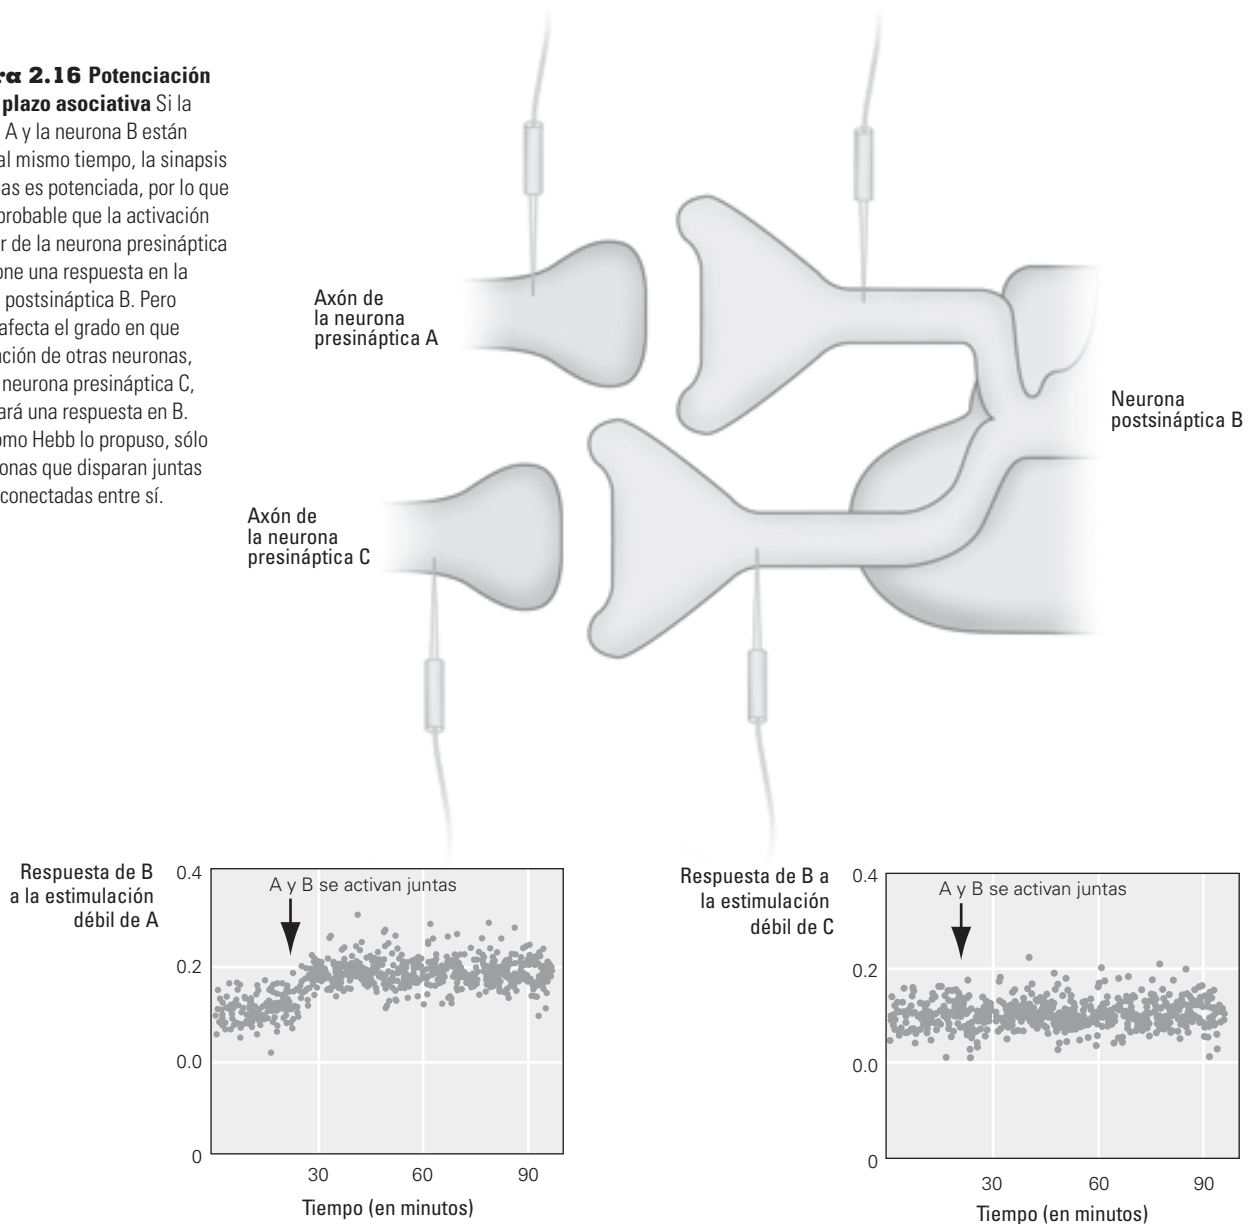 ra 2.16 Potenciación
plazo asociativa Si la
A y la neurona B están
al mismo tiempo, la sinapsis
as es potenciada, por lo que
probable que la activación
r de la neurona presináptica
one una respuesta en la
postsináptica B. Pero
afecta el grado en que
ación de otras neuronas,
neurona presináptica C,
ará una respuesta en B.
omo Hebb lo propuso, sólo
onas que disparan juntas
conectadas entre sí.
Axón de
la neurona
presináptica A
Neurona
postsináptica B
Axón de
la neurona
presináptica C
Respuesta de B
a la estimulación
débil de A
0.4
0.2
0.0
0
A y B se activan juntas
30 60 90
Tiempo (en minutos)
Respuesta de B a
la estimulación
débil de C
0.4
0.2
0.0
0
A y B se activan juntas
30 60 90
Tiempo (en minutos)